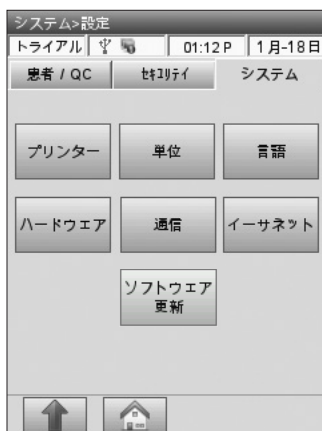 システム>設定
トライアル 01:12 P 1月-18日
患者 / QC ｾｷｭﾘﾃｨ システム
プリンター 単位 言語
ハードウェア 通信 イーサネット
ソフトウェア
更新